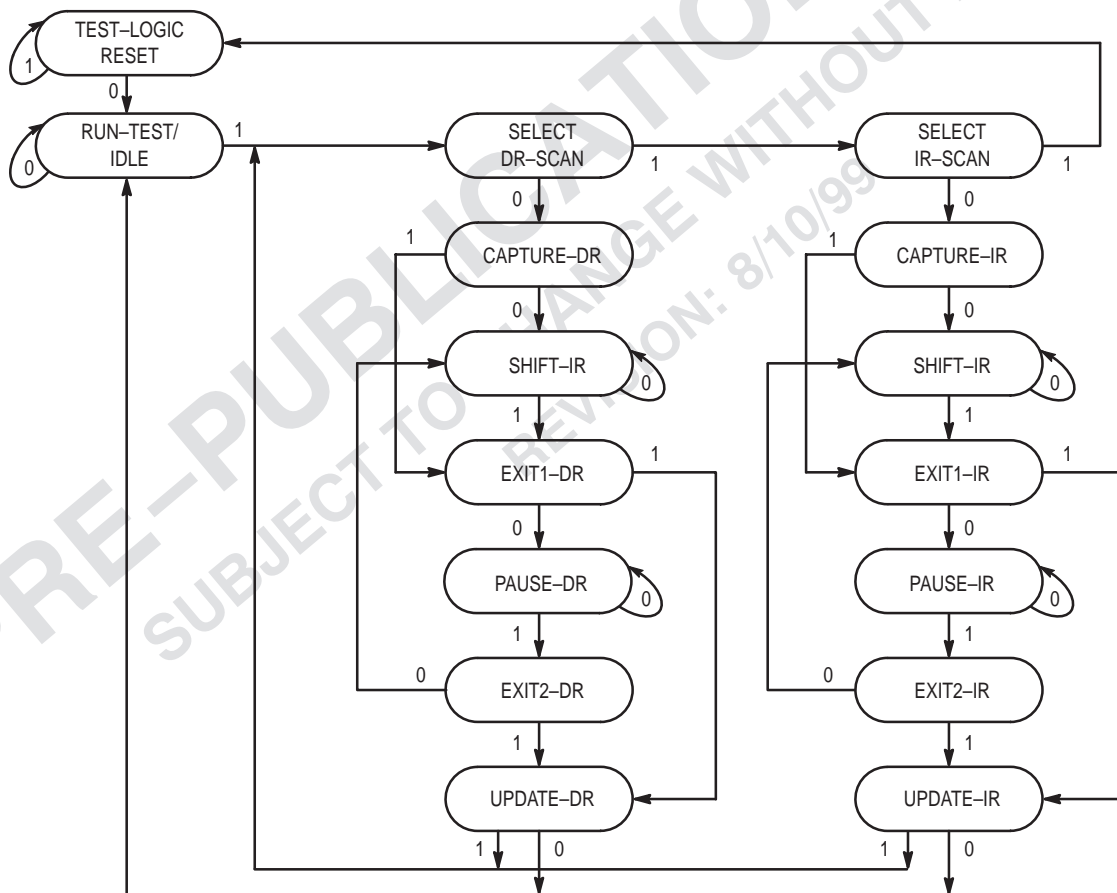 TEST–LOGIC
RESET
1
0
RUN–TEST/
IDLE
0
1
SELECT
DR–SCAN
1
SELECT
IR–SCAN
1
0
0
1
CAPTURE–DR
1
CAPTURE–IR
0
0
SHIFT–IR
0
SHIFT–IR
0
1
1
EXIT1–DR
1
EXIT1–IR
1
0
0
PAUSE–DR
0
PAUSE–IR
0
1
1
0
EXIT2–DR
0
EXIT2–IR
1
1
UPDATE–DR
UPDATE–IR
1
0
1
0
PRE–PUBLICATION
SUBJECT TO CHANGE WITHOUT
REVISION: 8/10/99